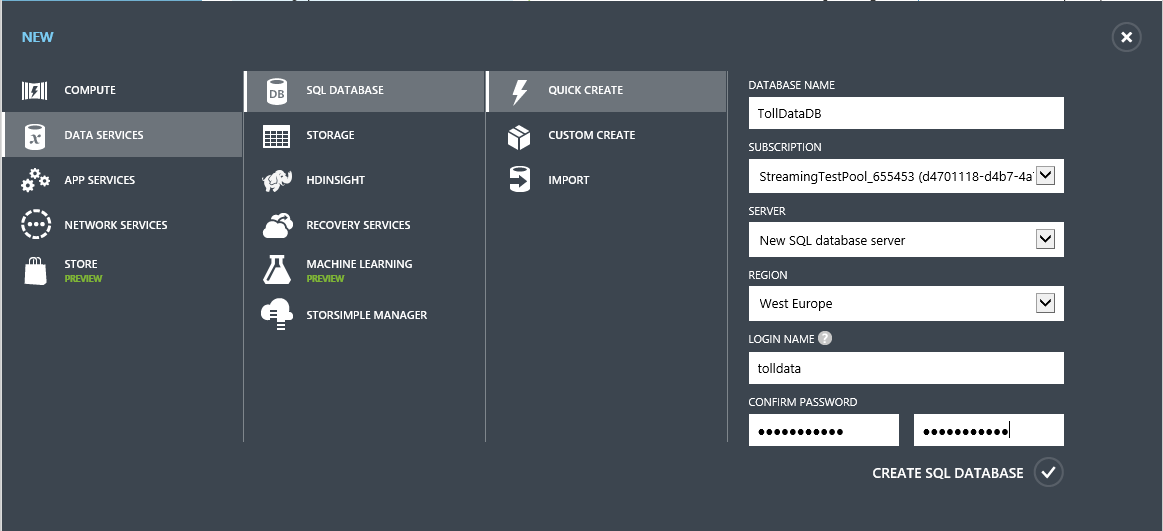 NEW
COMPUTE
DATA SERVICES
APP SERVICES
NETWORK SERVICES
STORE
PREVIEW
DB
SQL DATABASE
STORAGE
HDINSIGHT
RECOVERY SERVICES
MACHINE LEARNING
PREVIEW
STORSIMPLE MANAGER
QUICK CREATE
CUSTOM CREATE
IMPORT
DATABASE NAME
TollDataDB
SUBSCRIPTION
StreamingTestPool_655453 (d4701118-d4b7-4a
SERVER
New SQL database server
REGION
West Europe
LOGIN NAME ?
tolldata
CONFIRM PASSWORD
●●●●●●●●●●● ●●●●●●●●●●●
CREATE SQL DATABASE